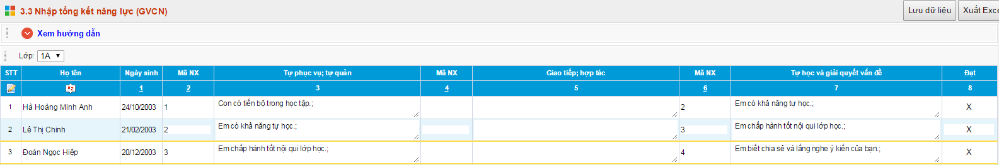 3.3 Nhập tổng kết năng lực (GVCN) Lưu dữ liệu Xuất Exce
Xem hướng dẫn
Lớp: 1A
STT Họ tên Ngày sinh Mã NX Tự phục vụ; tự quản Mã NX Giao tiếp; hợp tác Mã NX Tự học và giải quyết vấn đề Đạt
1 2 3 4 5 6 7 8
1 Hà Hoàng Minh Anh 24/10/2003 1 Con có tiến bộ trong học tập.; 2 Em có khả năng tự học.; X
2 Lê Thị Chinh 21/02/2003 2 Em có khả năng tự học.; 3 Em chấp hành tốt nội qui lớp học.; X
3 Đoàn Ngọc Hiệp 20/12/2003 3 Em chấp hành tốt nội qui lớp học.; 4 Em biết chia sẻ và lắng nghe ý kiến của bạn.; X